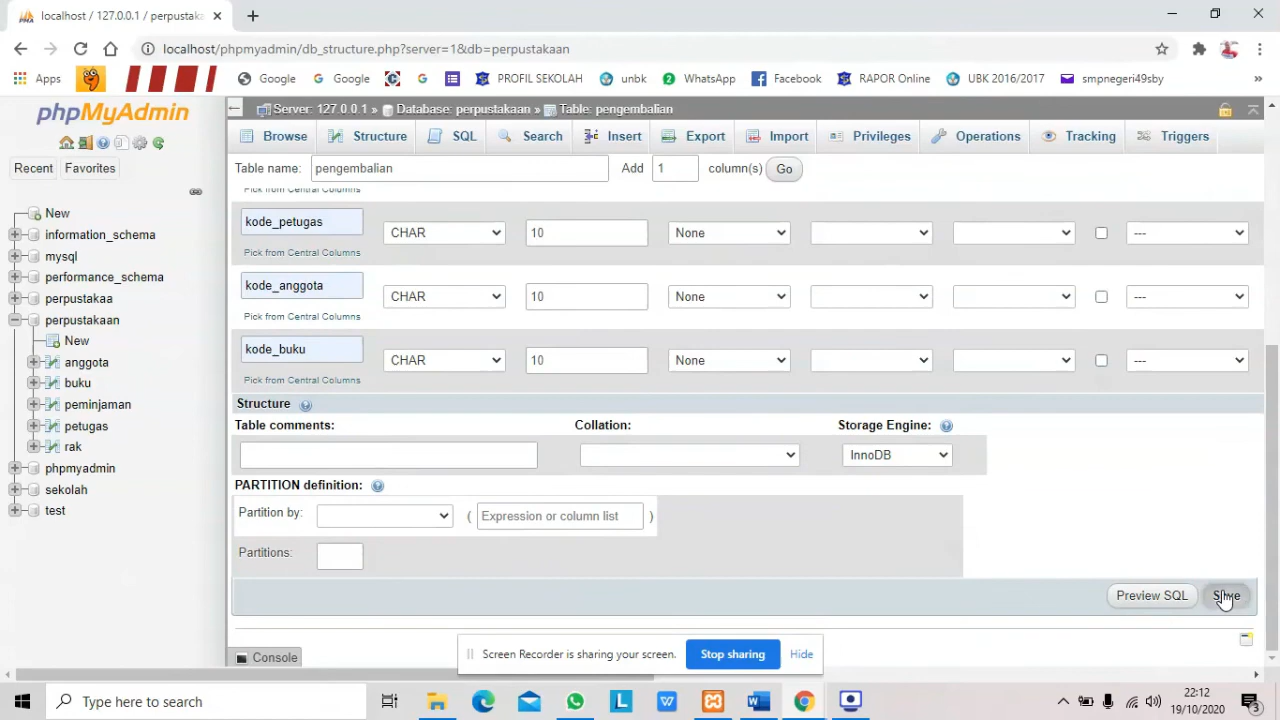 localhost / 127.0.0.1 / perpustaka
localhost/phpmyadmin/db_structure.php?server=1&db=perpustakaan
Apps Google Google PROFIL SEKOLAH unbk WhatsApp Facebook RAPOR Online UBK 2016/2017 smpnegeri49sby »
phpMyAdmin
Server: 127.0.0.1 » Database: perpustakaan » Table: pengembalian
Browse Structure SQL Search Insert Export Import Privileges Operations Tracking Triggers
Recent Favorites
Table name: pengembalian Add 1 column(s) Go
Pick from Central Columns
New
information_schema
mysql
performance_schema
perpustakaa
perpustakaan
New
anggota
buku
peminjaman
petugas
rak
phpmyadmin
sekolah
test
kode_petugas CHAR 10 None ---
Pick from Central Columns
kode_anggota CHAR 10 None ---
Pick from Central Columns
kode_buku CHAR 10 None ---
Pick from Central Columns
Structure
Table comments: Collation: Storage Engine:
InnoDB
PARTITION definition:
Partition by: ( Expression or column list )
Partitions:
Preview SQL Save
Console
Screen Recorder is sharing your screen. Stop sharing Hide
Type here to search
22:12
19/10/2020
3